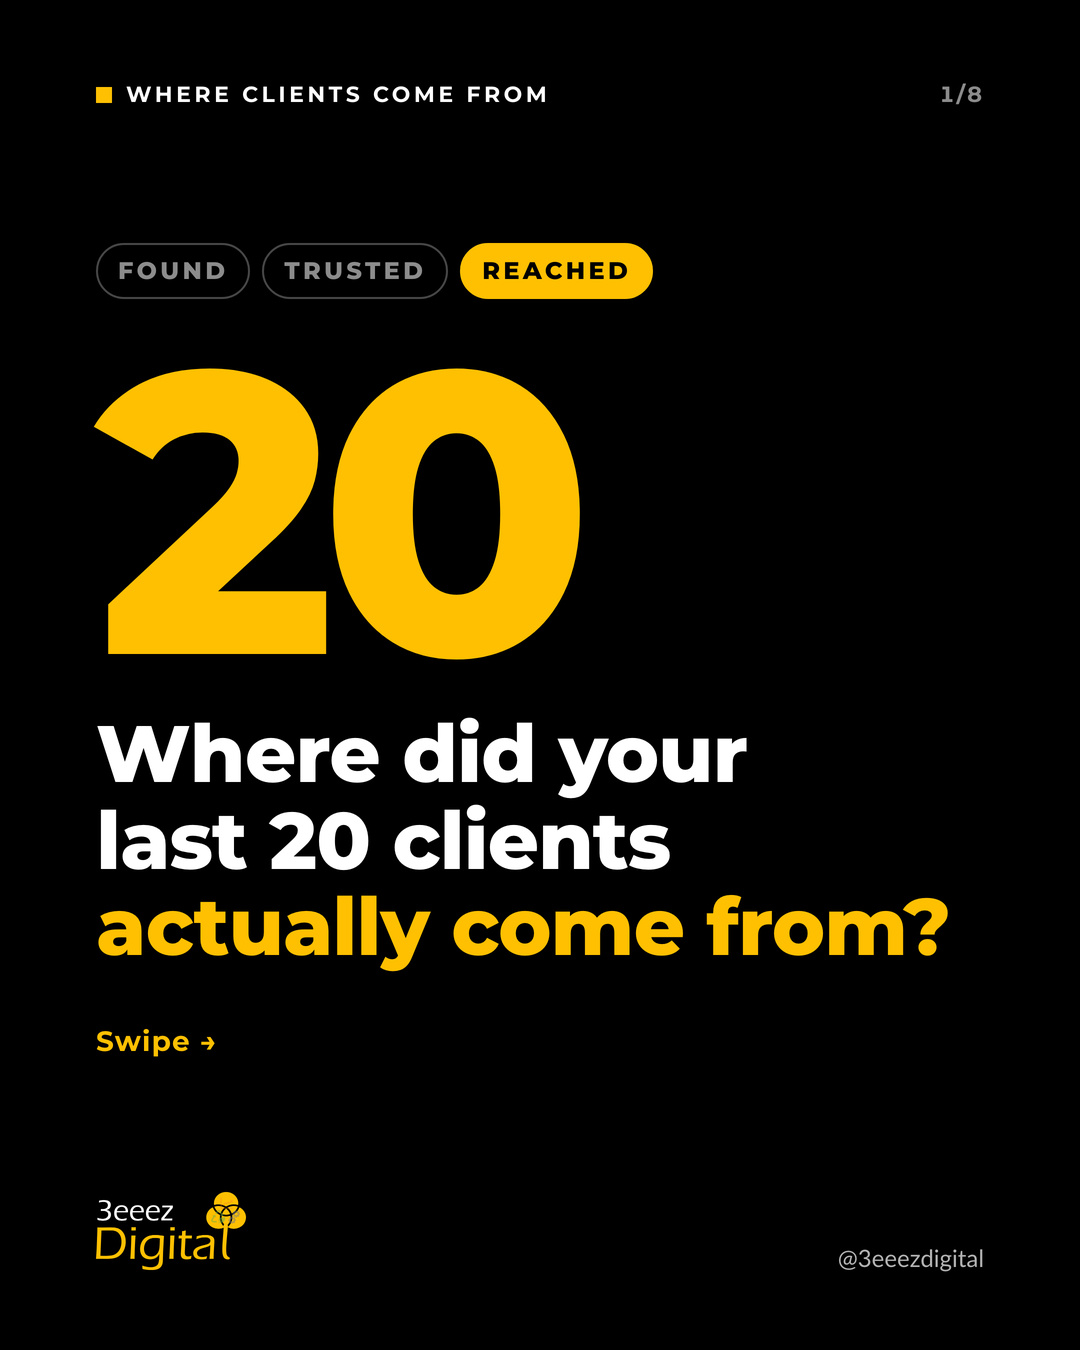 WHERE CLIENTS COME FROM
1/8
FOUND
TRUSTED
REACHED
20
Where did your
last 20 clients
actually come from?
Swipe →
3eeez
Digital
@3eeezdigital